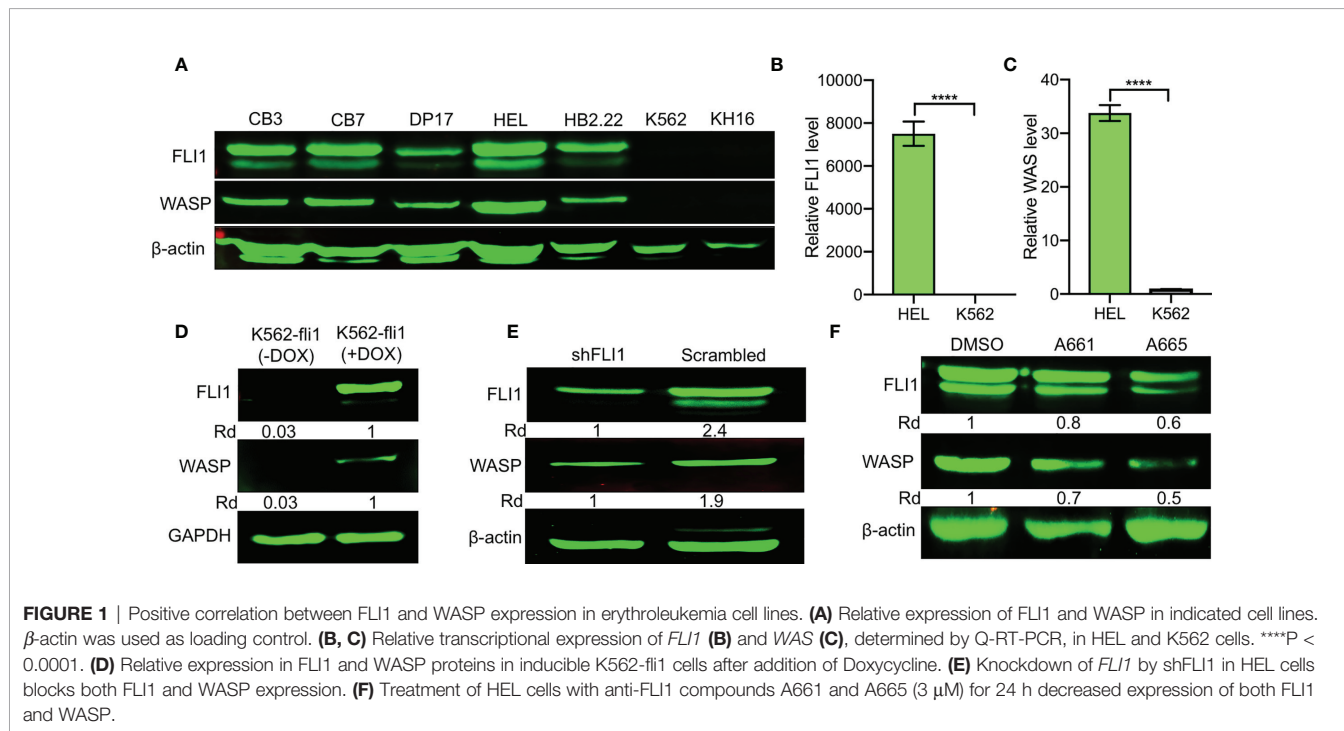 A
CB3 CB7 DP17 HEL HB2.22 K562 KH16
FLI1
WASP
β-actin
B
Relative FLI1 level
10000
8000
6000
4000
2000
0
****
HEL K562
C
Relative WAS level
40
30
20
10
0
****
HEL K562
D
K562-fli1 K562-fli1
(-DOX) (+DOX)
FLI1
Rd 0.03 1
WASP
Rd 0.03 1
GAPDH
E
shFLI1 Scrambled
FLI1
Rd 1 2.4
WASP
Rd 1 1.9
β-actin
F
DMSO A661 A665
FLI1
Rd 1 0.8 0.6
WASP
Rd 1 0.7 0.5
β-actin
FIGURE 1 | Positive correlation between FLI1 and WASP expression in erythroleukemia cell lines. (A) Relative expression of FLI1 and WASP in indicated cell lines.
β-actin was used as loading control. (B, C) Relative transcriptional expression of FLI1 (B) and WAS (C), determined by Q-RT-PCR, in HEL and K562 cells. ****P <
0.0001. (D) Relative expression in FLI1 and WASP proteins in inducible K562-fli1 cells after addition of Doxycycline. (E) Knockdown of FLI1 by shFLI1 in HEL cells
blocks both FLI1 and WASP expression. (F) Treatment of HEL cells with anti-FLI1 compounds A661 and A665 (3 μM) for 24 h decreased expression of both FLI1
and WASP.